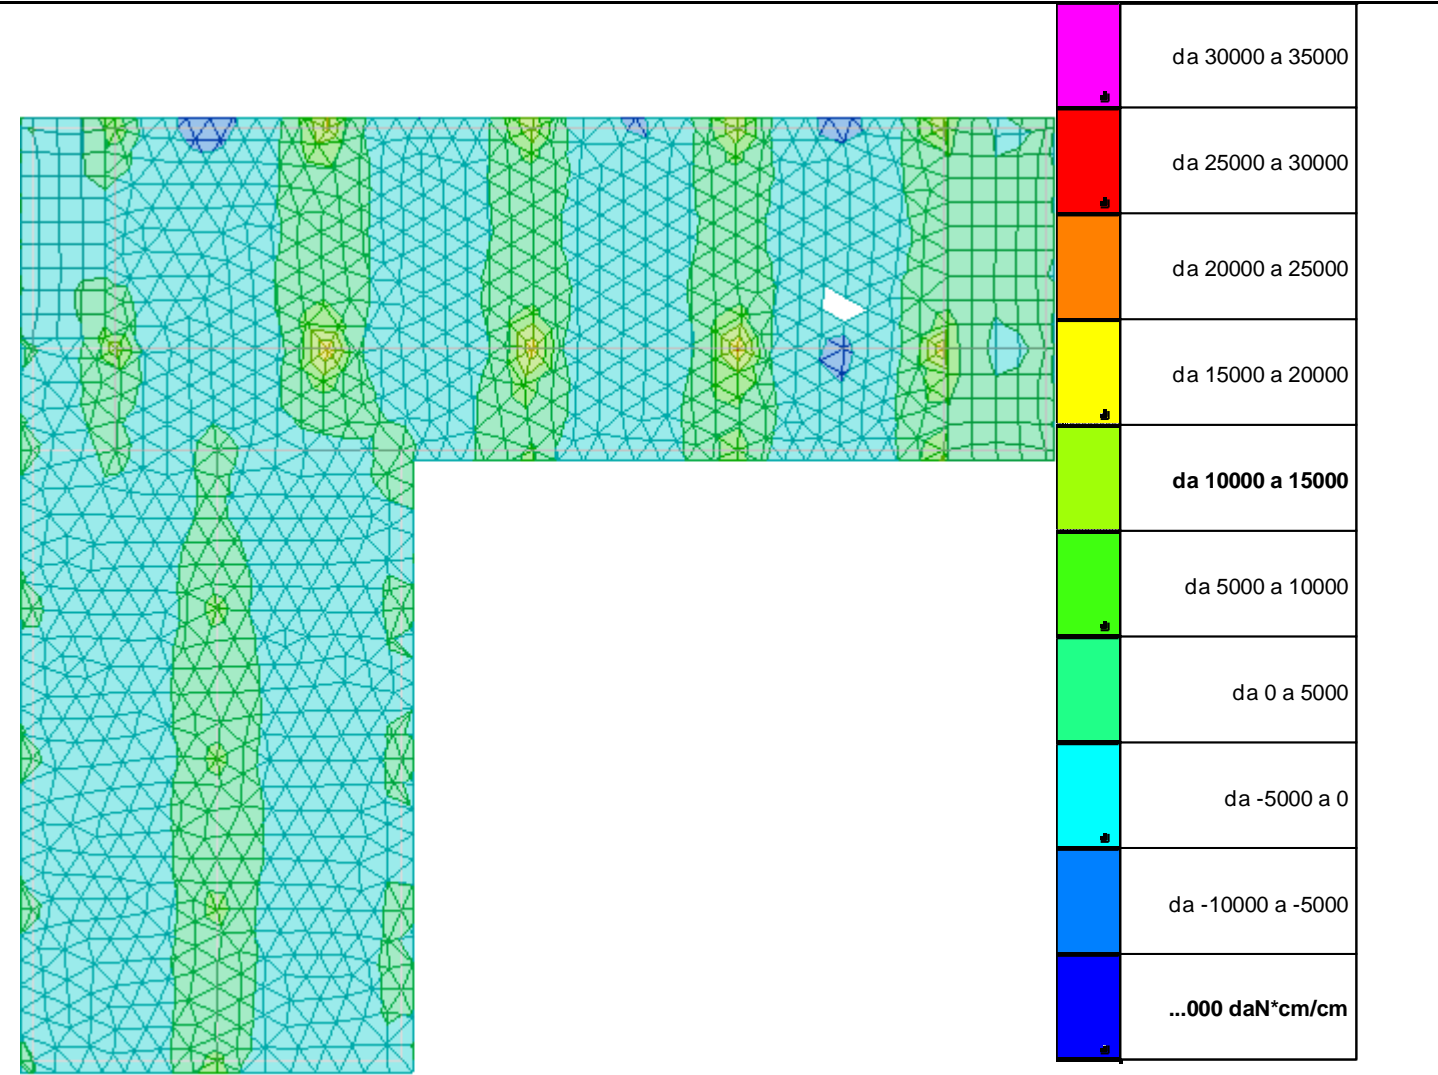 da 30000 a 35000
da 25000 a 30000
da 20000 a 25000
da 15000 a 20000
da 10000 a 15000
da 5000 a 10000
da 0 a 5000
da -5000 a 0
da -10000 a -5000
...000 daN*cm/cm